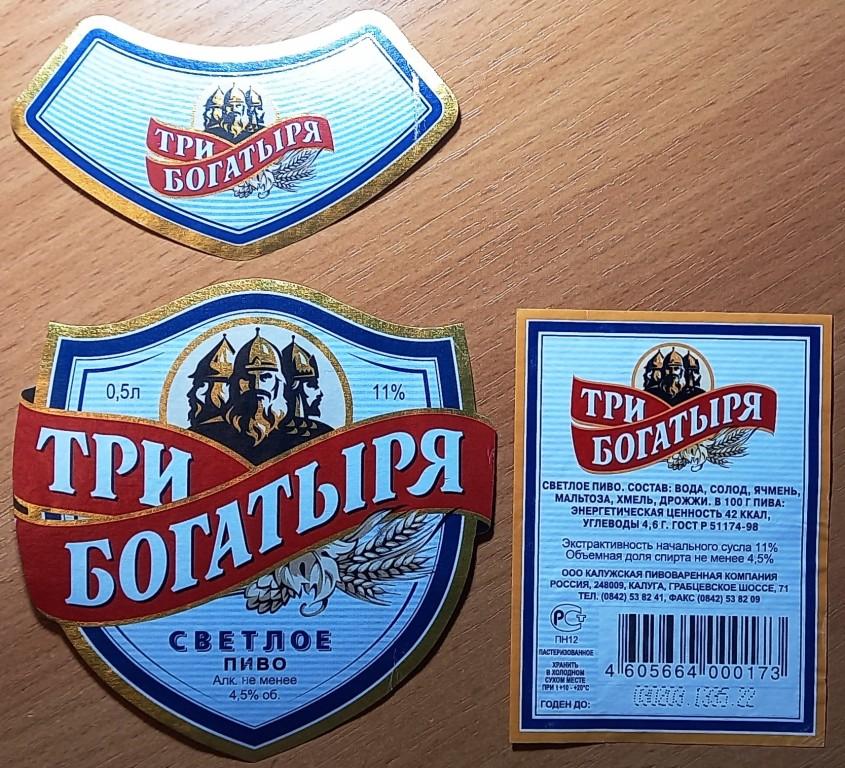 ТРИ
БОГАТЫРЯ
0,5л
11%
ТРИ
БОГАТЫРЯ
СВЕТЛОЕ
ПИВО
Алк. не менее
4,5% об.
ТРИ
БОГАТЫРЯ
СВЕТЛОЕ ПИВО. СОСТАВ: ВОДА, СОЛОД, ЯЧМЕНЬ,
МАЛЬТОЗА, ХМЕЛЬ, ДРОЖЖИ. В 100 Г ПИВА:
ЭНЕРГЕТИЧЕСКАЯ ЦЕННОСТЬ 42 ККАЛ,
УГЛЕВОДЫ 4,6 Г. ГОСТ Р 51174-98
Экстрактивность начального сусла 11%
Объемная доля спирта не менее 4,5%
ООО КАЛУЖСКАЯ ПИВОВАРЕННАЯ КОМПАНИЯ
РОССИЯ, 248009, КАЛУГА, ГРАБЦЕВСКОЕ ШОССЕ, 71
ТЕЛ. (0842) 53 82 41, ФАКС (0842) 53 82 09
ПН12
ПАСТЕРИЗОВАННОЕ
ХРАНИТЬ
В ХОЛОДНОМ
СУХОМ МЕСТЕ
ПРИ t +10 - +20°С
4 605664 000173
ГОДЕН ДО: